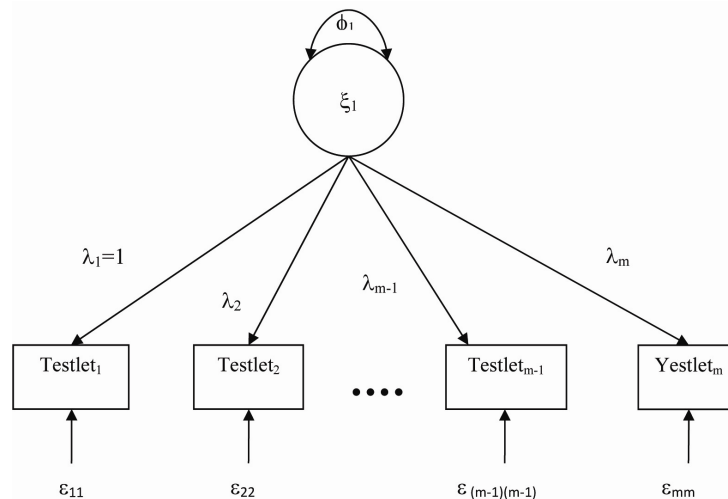 ϕ₁
ξ₁
λ₁=1
λ₂
λₘ₋₁
λₘ
Testlet₁
Testlet₂
Testletₘ₋₁
Yestletₘ
ε₁₁
ε₂₂
ε₍ₘ₋₁₎₍ₘ₋₁₎
εₘₘ